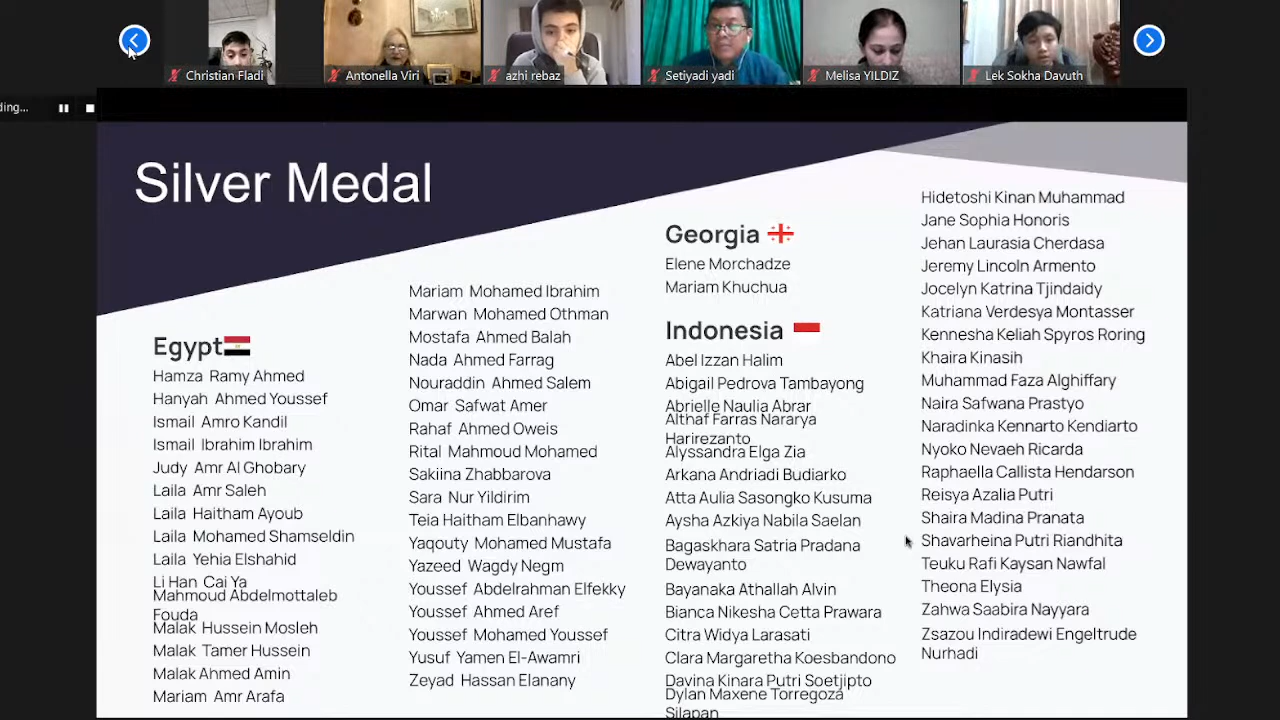 Christian Fladi
Antonella Viri
azhi rebaz
Setiyadi yadi
Melisa YILDIZ
Lek Sokha Davuth
ding...
Silver Medal
Egypt
Hamza Ramy Ahmed
Hanyah Ahmed Youssef
Ismail Amro Kandil
Ismail Ibrahim Ibrahim
Judy Amr Al Ghobary
Laila Amr Saleh
Laila Haitham Ayoub
Laila Mohamed Shamseldin
Laila Yehia Elshahid
Li Han Cai Ya
Mahmoud Abdelmottaleb
Fouda
Malak Hussein Mosleh
Malak Tamer Hussein
Malak Ahmed Amin
Mariam Amr Arafa
Mariam Mohamed Ibrahim
Marwan Mohamed Othman
Mostafa Ahmed Balah
Nada Ahmed Farrag
Nouraddin Ahmed Salem
Omar Safwat Amer
Rahaf Ahmed Oweis
Rital Mahmoud Mohamed
Sakiina Zhabbarova
Sara Nur Yildirim
Teia Haitham Elbanhawy
Yaqouty Mohamed Mustafa
Yazeed Wagdy Negm
Youssef Abdelrahman Elfekky
Youssef Ahmed Aref
Youssef Mohamed Youssef
Yusuf Yamen El-Awamri
Zeyad Hassan Elanany
Georgia
Elene Morchadze
Mariam Khuchua
Indonesia
Abel Izzan Halim
Abigail Pedrova Tambayong
Abrielle Naulia Abrar
Althaf Farras Nararya
Harirezanto
Alyssandra Elga Zia
Arkana Andriadi Budiarko
Atta Aulia Sasongko Kusuma
Aysha Azkiya Nabila Saelan
Bagaskhara Satria Pradana
Dewayanto
Bayanaka Athallah Alvin
Bianca Nikesha Cetta Prawara
Citra Widya Larasati
Clara Margaretha Koesbandono
Davina Kinara Putri Soetjipto
Dylan Maxene Torregoza
Silapan
Hidetoshi Kinan Muhammad
Jane Sophia Honoris
Jehan Laurasia Cherdasa
Jeremy Lincoln Armento
Jocelyn Katrina Tjindaidy
Katriana Verdesya Montasser
Kennesha Keliah Spyros Roring
Khaira Kinasih
Muhammad Faza Alghiffary
Naira Safwana Prastyo
Naradinka Kennarto Kendiarto
Nyoko Nevaeh Ricarda
Raphaella Callista Hendarson
Reisya Azalia Putri
Shaira Madina Pranata
Shavarheina Putri Riandhita
Teuku Rafi Kaysan Nawfal
Theona Elysia
Zahwa Saabira Nayyara
Zsazou Indiradewi Engeltrude
Nurhadi